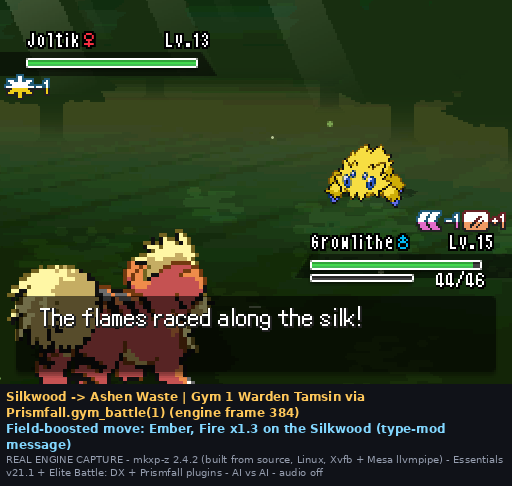 Joltik♀ Lv.13
-1
-1 +1
Growlithe♂ Lv.15
44/46
The flames raced along the silk!
Silkwood -> Ashen Waste | Gym 1 Warden Tamsin via
Prismfall.gym_battle(1) (engine frame 384)
Field-boosted move: Ember, Fire x1.3 on the Silkwood (type-mod
message)
REAL ENGINE CAPTURE - mkxp-z 2.4.2 (built from source, Linux, Xvfb + Mesa llvmpipe) - Essentials
v21.1 + Elite Battle: DX + Prismfall plugins - AI vs AI - audio off